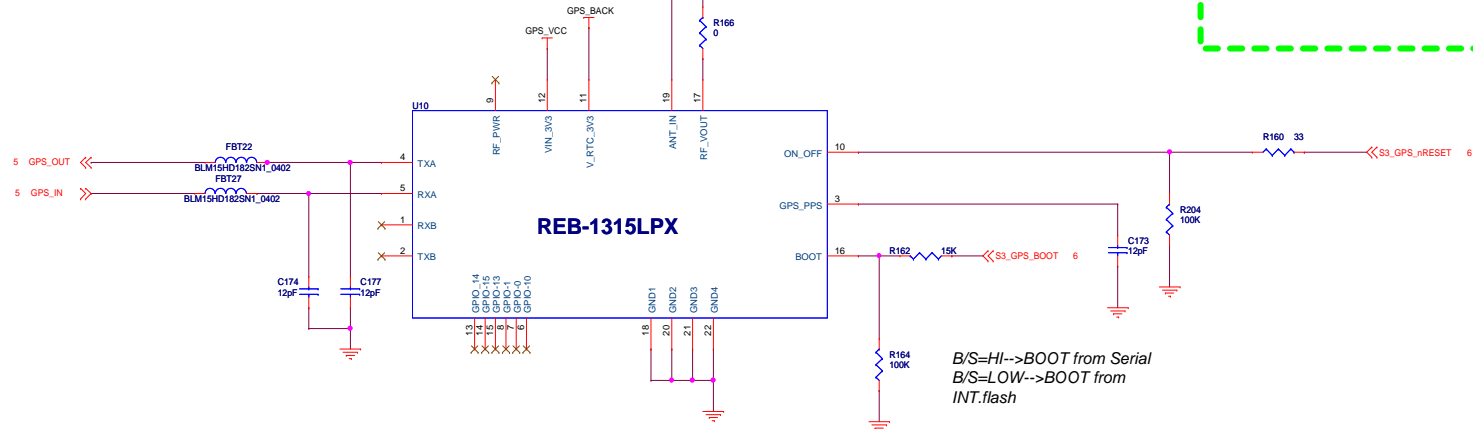 GPS_BACK
GPS_VCC
R166
0
U10
9
12
11
19
17
RF_PWR
VIN_3V3
V_RTC_3V3
ANT_IN
RF_VOUT
5 GPS_OUT
FBT22
BLM15HD182SN1_0402
4 TXA
5 GPS_IN
FBT27
BLM15HD182SN1_0402
5 RXA
1 RXB
2 TXB
REB-1315LPX
ON_OFF 10
R160 33
S3_GPS_nRESET 6
GPS_PPS 3
R204
100K
C173
12pF
BOOT 16
R162 15K
S3_GPS_BOOT 6
C174
12pF
C177
12pF
GPIO_14
GPIO-15
GPIO-13
GPIO-1
GPIO-0
GPIO-10
13
14
15
8
7
6
GND1
GND2
GND3
GND4
18
20
21
22
R164
100K
B/S=HI-->BOOT from Serial
B/S=LOW-->BOOT from
INT.flash